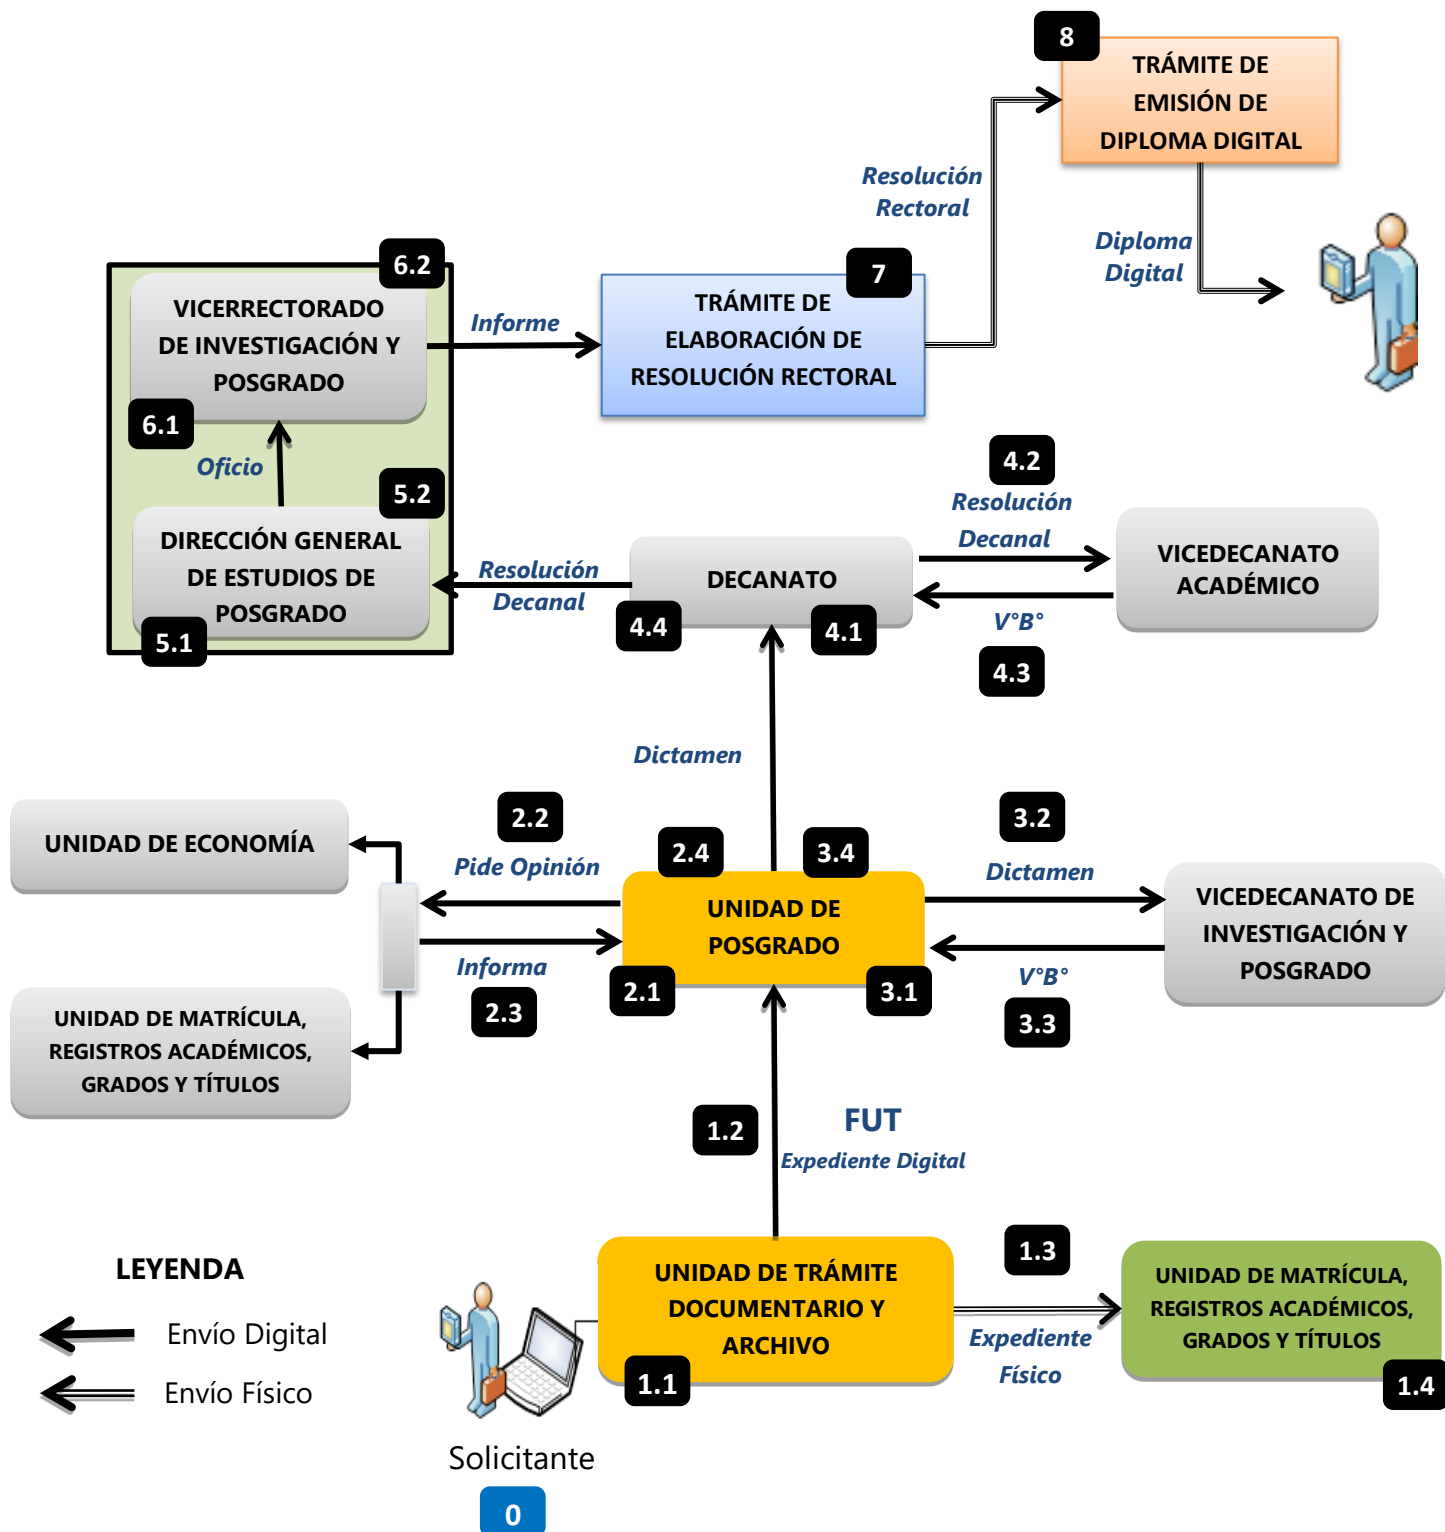 8
TRÁMITE DE
EMISIÓN DE
DIPLOMA DIGITAL
Resolución
Rectoral
Diploma
Digital
6.2
VICERRECTORADO
DE INVESTIGACIÓN Y
POSGRADO
6.1
Informe
7
TRÁMITE DE
ELABORACIÓN DE
RESOLUCIÓN RECTORAL
Oficio
5.2
DIRECCIÓN GENERAL
DE ESTUDIOS DE
POSGRADO
5.1
Resolución
Decanal
DECANATO
4.4
4.1
4.2
Resolución
Decanal
VICEDECANATO
ACADÉMICO
V°B°
4.3
Dictamen
UNIDAD DE ECONOMÍA
2.2
Pide Opinión
2.4
3.4
UNIDAD DE
POSGRADO
2.1
3.1
3.2
Dictamen
VICEDECANATO DE
INVESTIGACIÓN Y
POSGRADO
Informa
2.3
V°B°
3.3
UNIDAD DE MATRÍCULA,
REGISTROS ACADÉMICOS,
GRADOS Y TÍTULOS
1.2
FUT
Expediente Digital
LEYENDA
Envío Digital
Envío Físico
UNIDAD DE TRÁMITE
DOCUMENTARIO Y
ARCHIVO
1.1
1.3
Expediente
Físico
UNIDAD DE MATRÍCULA,
REGISTROS ACADÉMICOS,
GRADOS Y TÍTULOS
1.4
Solicitante
0